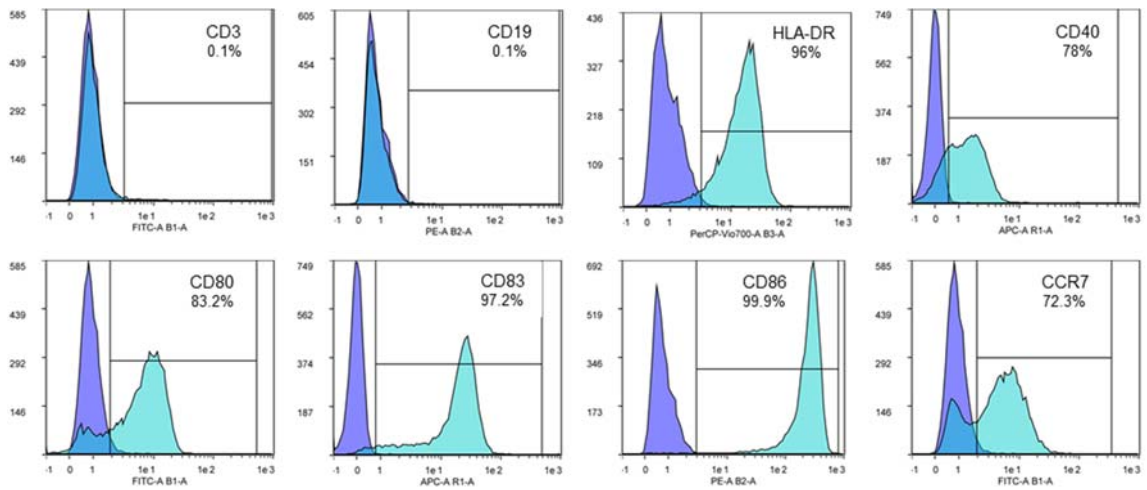 CD3
0.1%
585
439
292
146
-1 0 1 1e1 1e2 1e3
FITC-A B1-A
CD19
0.1%
605
454
302
151
-1 0 1 1e1 1e2 1e3
PE-A B2-A
HLA-DR
96%
436
327
218
109
-1 0 1 1e1 1e2 1e3
PerCP-Vio700-A B3-A
CD40
78%
749
562
374
187
-1 0 1 1e1 1e2 1e3
APC-A R1-A
CD80
83.2%
585
439
292
146
-1 0 1 1e1 1e2 1e3
FITC-A B1-A
CD83
97.2%
749
562
374
187
-1 0 1 1e1 1e2 1e3
APC-A R1-A
CD86
99.9%
692
519
346
173
-1 0 1 1e1 1e2 1e3
PE-A B2-A
CCR7
72.3%
585
439
292
146
-1 0 1 1e1 1e2 1e3
FITC-A B1-A